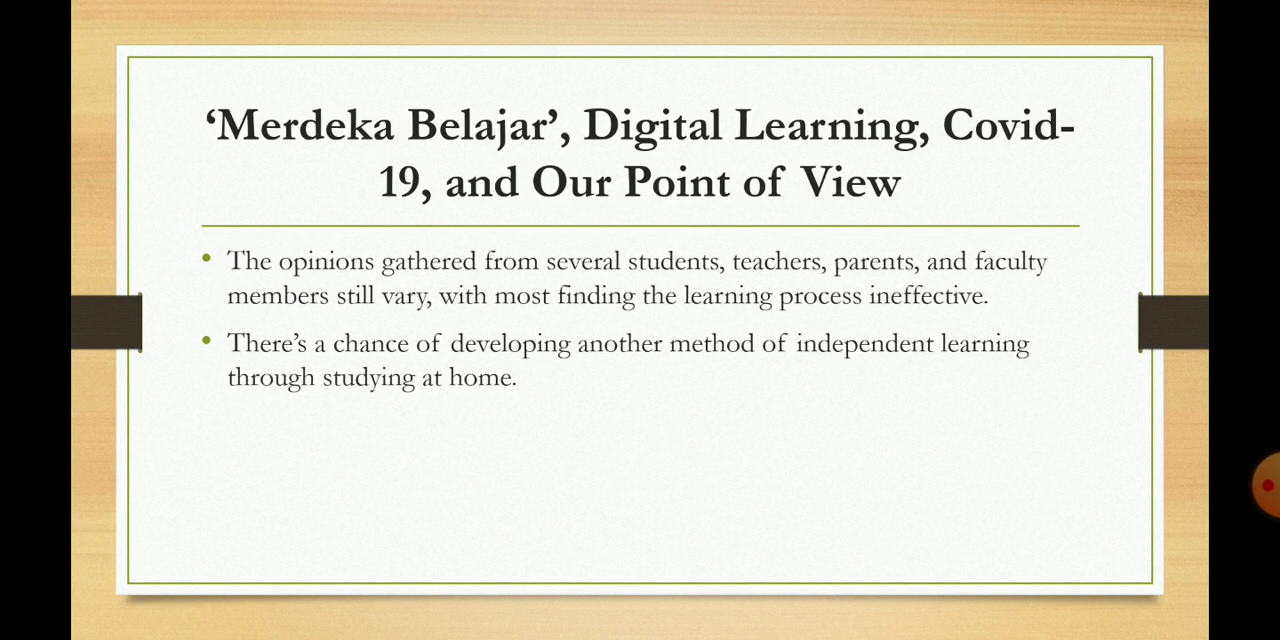 ‘Merdeka Belajar’, Digital Learning, Covid-
19, and Our Point of View
• The opinions gathered from several students, teachers, parents, and faculty
members still vary, with most finding the learning process ineffective.
• There’s a chance of developing another method of independent learning
through studying at home.